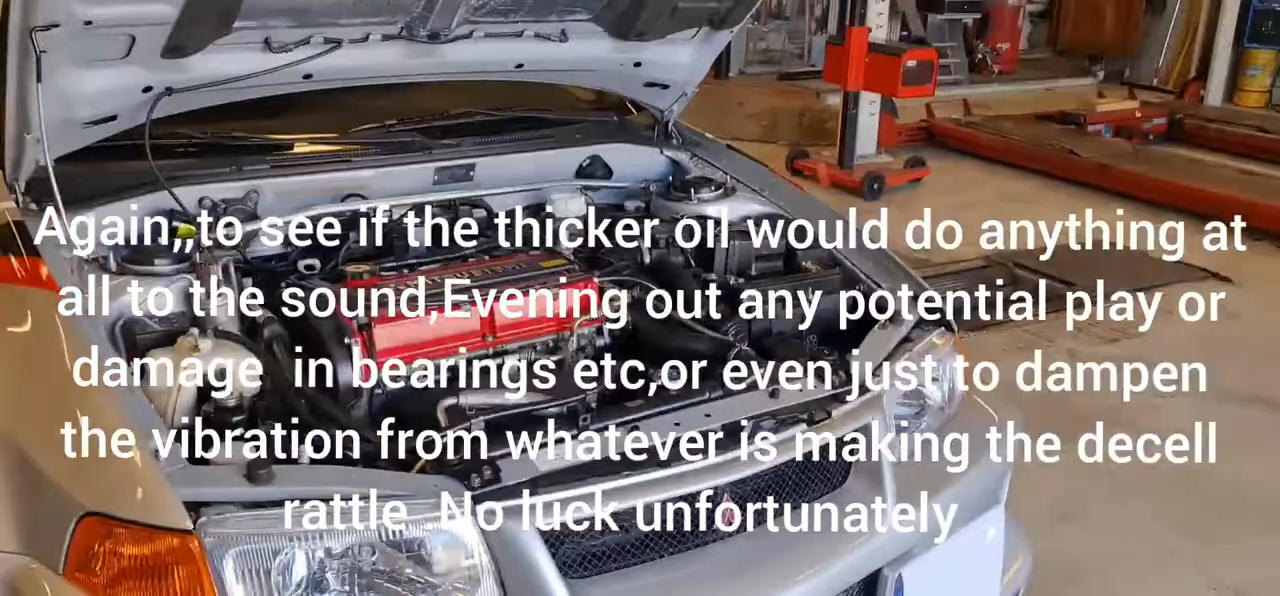 Again,,to see if the thicker oil would do anything at
all to the sound,Evening out any potential play or
damage  in bearings etc,or even just to dampen
the vibration from whatever is making the decell
rattle .No luck unfortunately